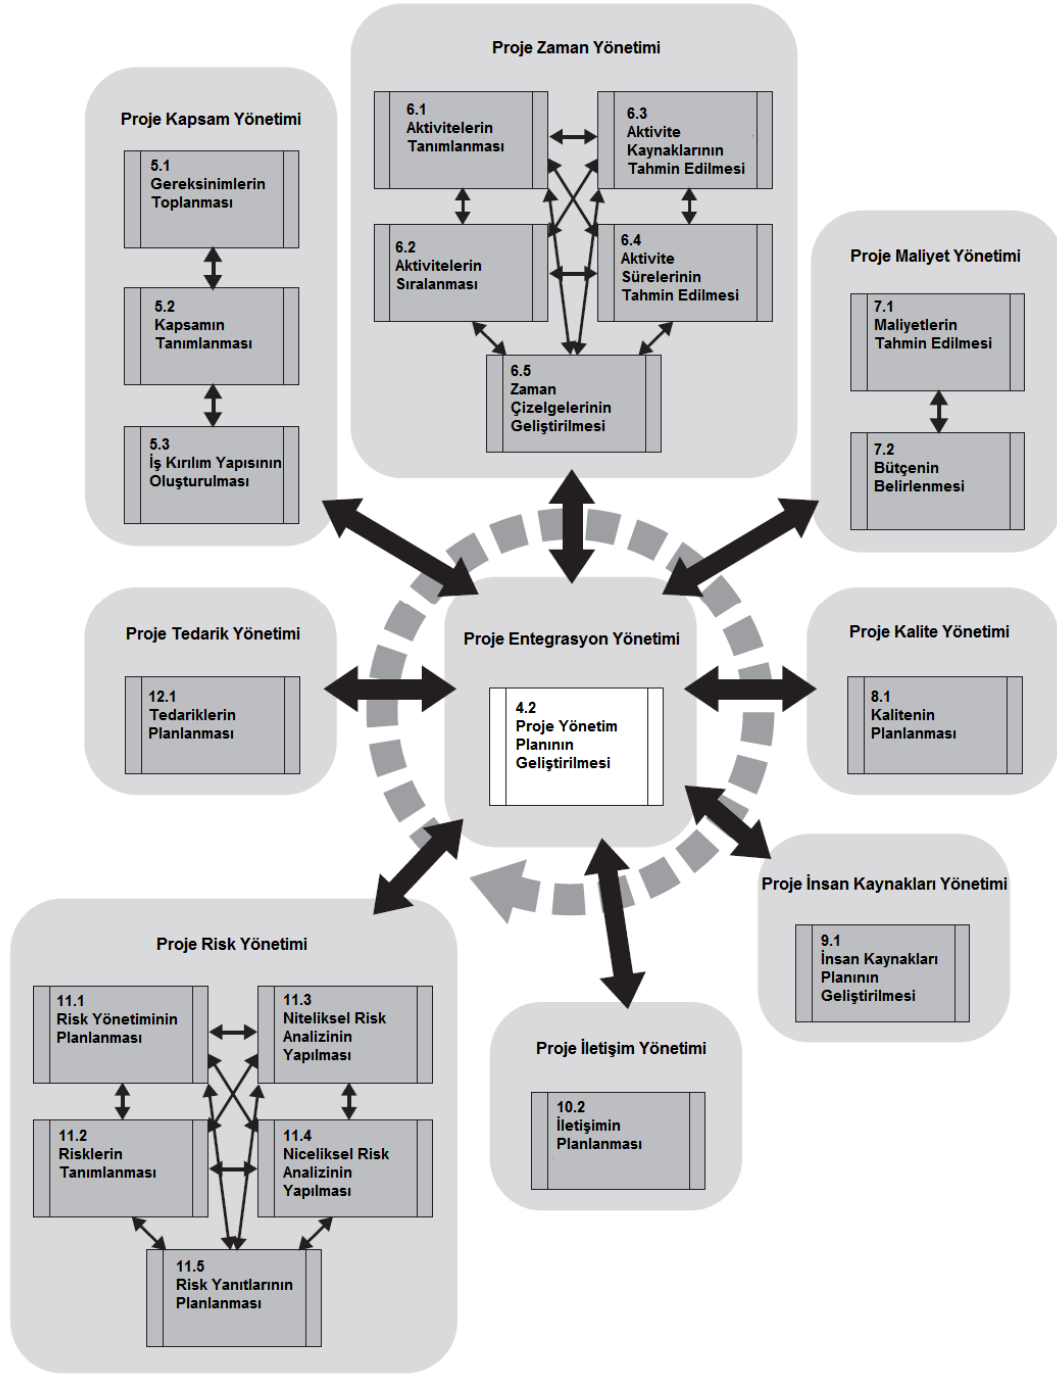 Proje Zaman Yönetimi
6.1
Aktivitelerin
Tanımlanması
6.3
Aktivite
Kaynaklarının
Tahmin Edilmesi
6.2
Aktivitelerin
Sıralanması
6.4
Aktivite
Sürelerinin
Tahmin Edilmesi
6.5
Zaman
Çizelgelerinin
Geliştirilmesi
Proje Kapsam Yönetimi
5.1
Gereksinimlerin
Toplanması
5.2
Kapsamın
Tanımlanması
5.3
İş Kırılım Yapısının
Oluşturulması
Proje Maliyet Yönetimi
7.1
Maliyetlerin
Tahmin Edilmesi
7.2
Bütçenin
Belirlenmesi
Proje Tedarik Yönetimi
12.1
Tedariklerin
Planlanması
Proje Entegrasyon Yönetimi
4.2
Proje Yönetim
Planının
Geliştirilmesi
Proje Kalite Yönetimi
8.1
Kalitenin
Planlanması
Proje İnsan Kaynakları Yönetimi
9.1
İnsan Kaynakları
Planının
Geliştirilmesi
Proje Risk Yönetimi
11.1
Risk Yönetiminin
Planlanması
11.3
Niteliksel Risk
Analizinin
Yapılması
11.2
Risklerin
Tanımlanması
11.4
Niceliksel Risk
Analizinin
Yapılması
11.5
Risk Yanıtlarının
Planlanması
Proje İletişim Yönetimi
10.2
İletişimin
Planlanması